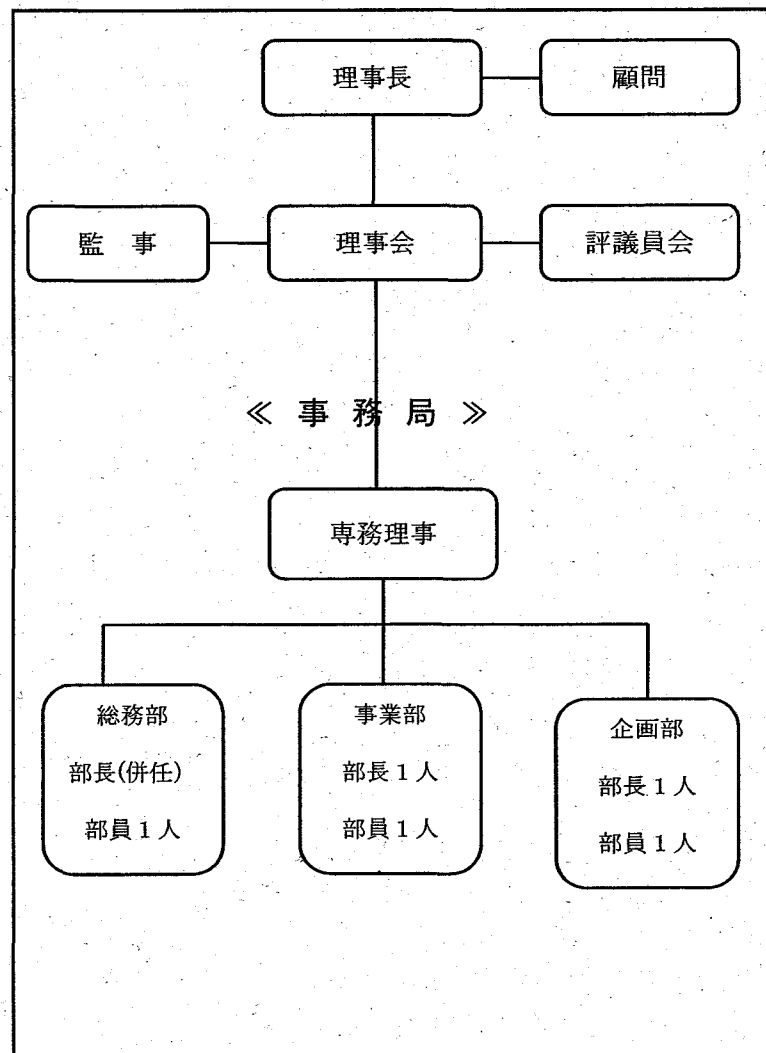 理事長
顧問
監　事
理事会
評議員会
≪ 事 務 局 ≫
専務理事
総務部
部長(併任)
部員１人
事業部
部長１人
部員１人
企画部
部長１人
部員１人